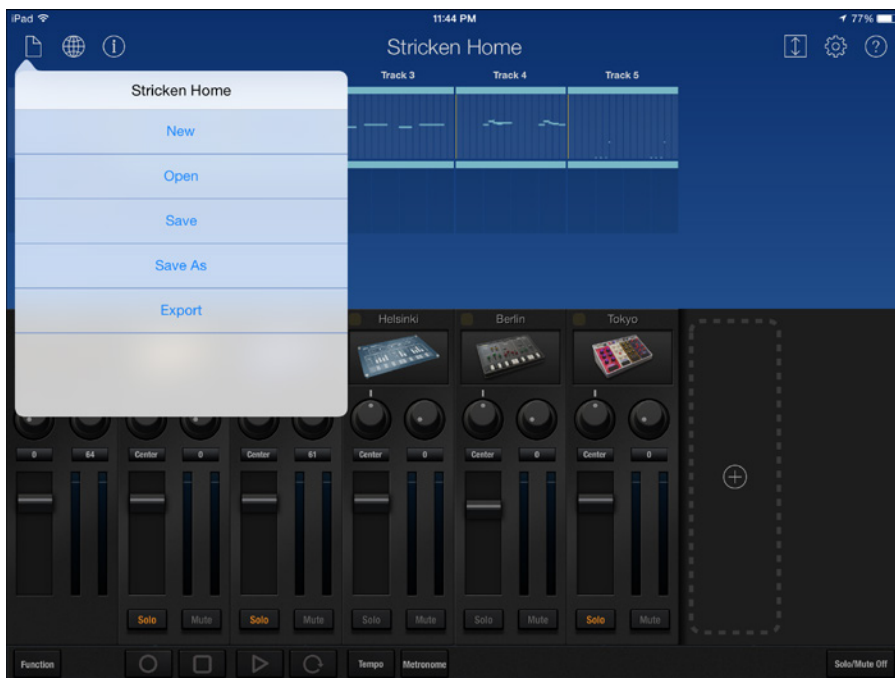 iPad 11:44 PM 77%
Stricken Home
Track 3 Track 4 Track 5
Stricken Home
New
Open
Save
Save As
Export
Helsinki Berlin Tokyo
0 64 Center 0 Center 61 Center 0 Center 0 Center 0
Solo Mute Solo Mute Solo Mute Solo Mute Solo Mute
Function Tempo Metronome Solo/Mute Off